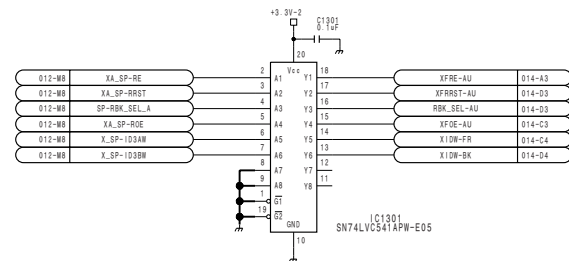 +3.3V-2
C1301
0.1uF
20
Vcc
012-M8 XA_SP-RE 2 A1 Y1 18 XFRE-AU 014-A3
012-M8 XA_SP-RRST 3 A2 Y2 17 XFRRST-AU 014-D3
012-M8 SP-RBK_SEL_A 4 A3 Y3 16 RBK_SEL-AU 014-D3
012-M8 XA_SP-ROE 5 A4 Y4 15 XFOE-AU 014-C3
012-M8 X_SP-ID3AW 6 A5 Y5 14 XIDW-FR 014-C4
012-M8 X_SP-ID3BW 7 A6 Y6 13 XIDW-BK 014-D4
8 A7 Y7 12
9 A8 Y8 11
1 G1
19 G2
GND
10
IC1301
SN74LVC541APW-E05